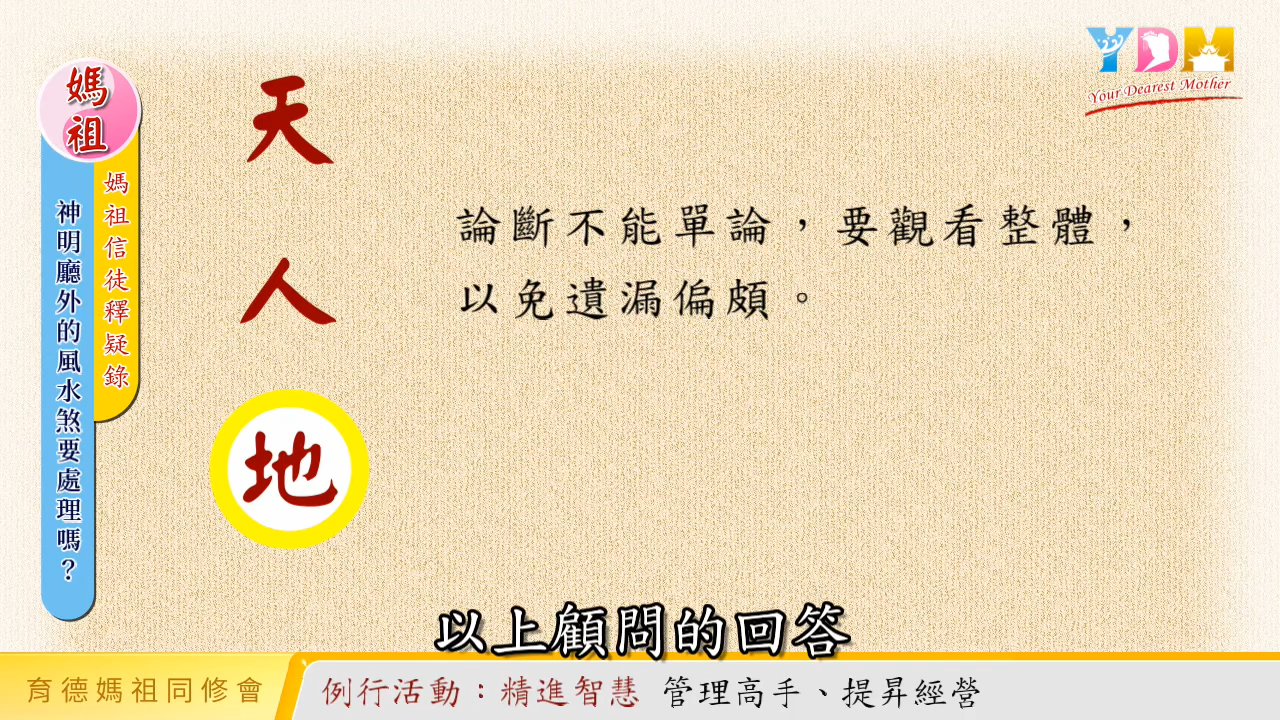 媽祖
媽祖信徒釋疑錄
神明廳外的風水煞要處理嗎？
天
人
地
論斷不能單論，要觀看整體，
以免遺漏偏頗。
YDM
Your Dearest Mother
以上顧問的回答
育德媽祖同修會
例行活動：精進智慧 管理高手、提昇經營